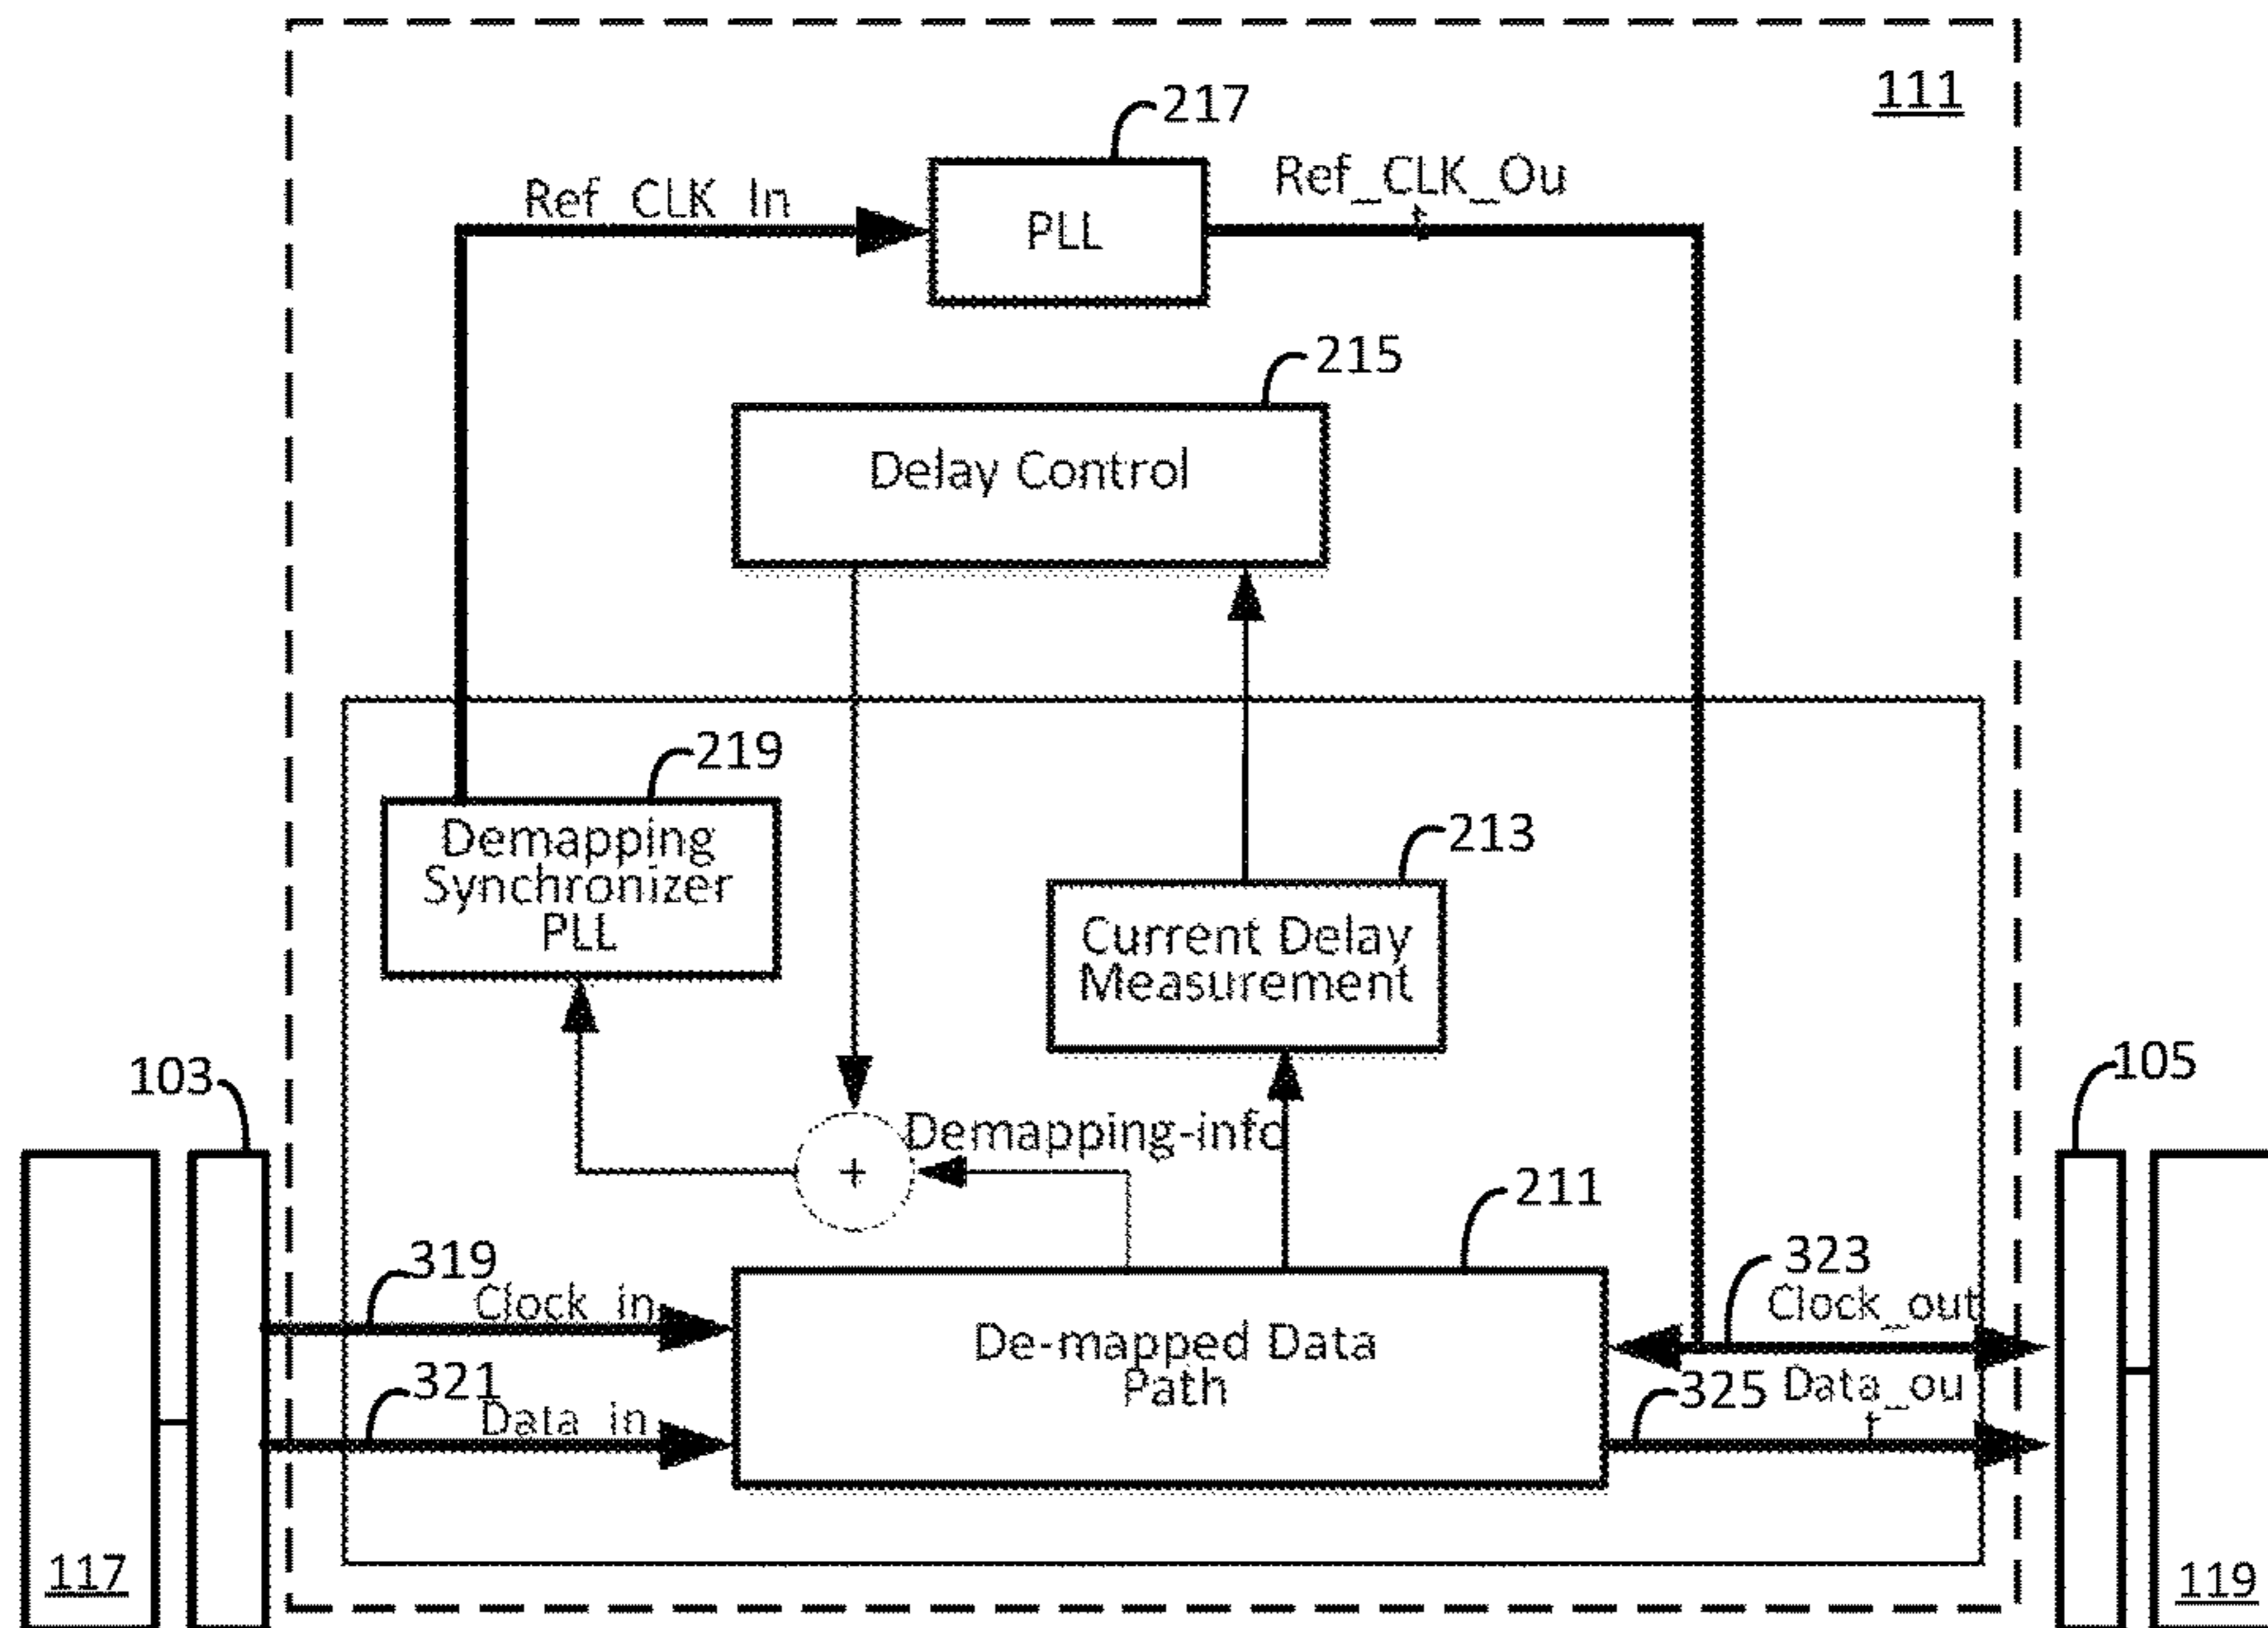 111
217
Ref_CLK_In
PLL
Ref_CLK_Ou
t
215
Delay Control
219
Demapping
Synchronizer
PLL
213
Current Delay
Measurement
103
105
Demapping-info
+
211
319
Clock_in
323
Clock_out
De-mapped Data
Path
321
Data_in
325
Data_ou
t
117
119